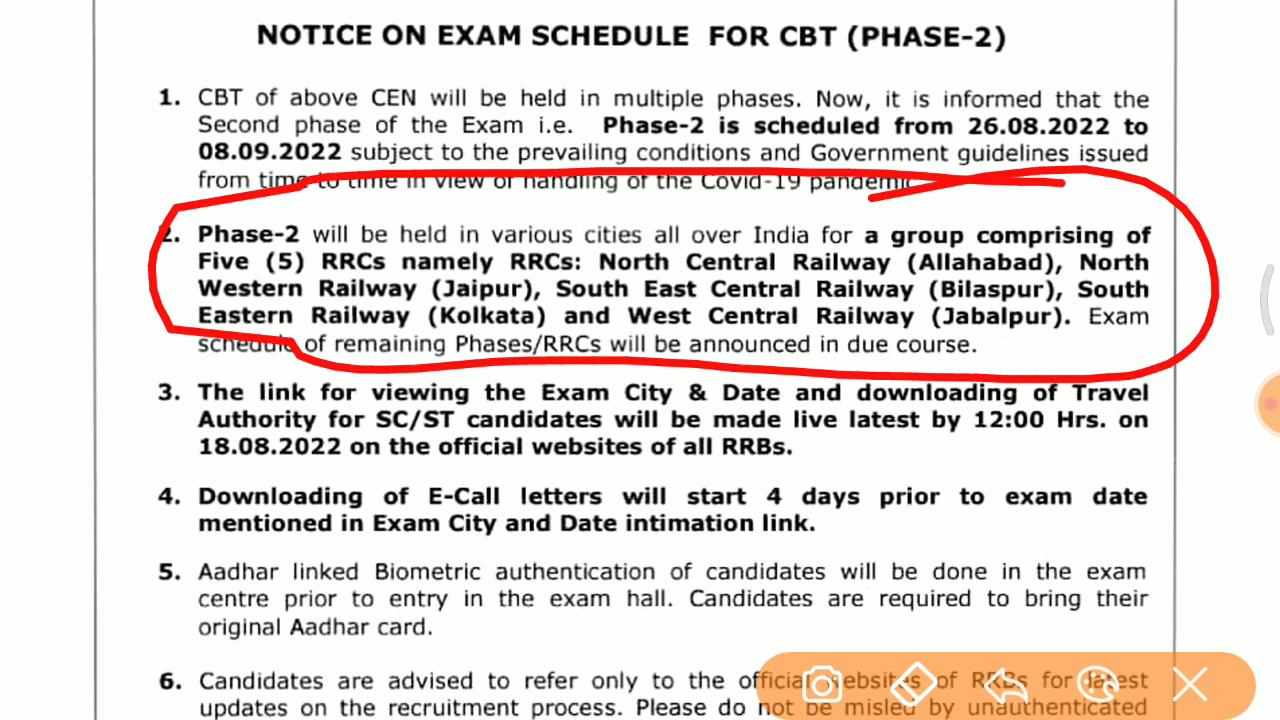 NOTICE ON EXAM SCHEDULE FOR CBT (PHASE-2)
1. CBT of above CEN will be held in multiple phases. Now, it is informed that the
Second phase of the Exam i.e. Phase-2 is scheduled from 26.08.2022 to
08.09.2022 subject to the prevailing conditions and Government guidelines issued
from time to time in view of handling of the Covid-19 pandemic
2. Phase-2 will be held in various cities all over India for a group comprising of
Five (5) RRCs namely RRCs: North Central Railway (Allahabad), North
Western Railway (Jaipur), South East Central Railway (Bilaspur), South
Eastern Railway (Kolkata) and West Central Railway (Jabalpur). Exam
schedule of remaining Phases/RRCs will be announced in due course.
3. The link for viewing the Exam City & Date and downloading of Travel
Authority for SC/ST candidates will be made live latest by 12:00 Hrs. on
18.08.2022 on the official websites of all RRBs.
4. Downloading of E-Call letters will start 4 days prior to exam date
mentioned in Exam City and Date intimation link.
5. Aadhar linked Biometric authentication of candidates will be done in the exam
centre prior to entry in the exam hall. Candidates are required to bring their
original Aadhar card.
6. Candidates are advised to refer only to the official websites of RRBs for latest
updates on the recruitment process. Please do not be misled by unauthenticated